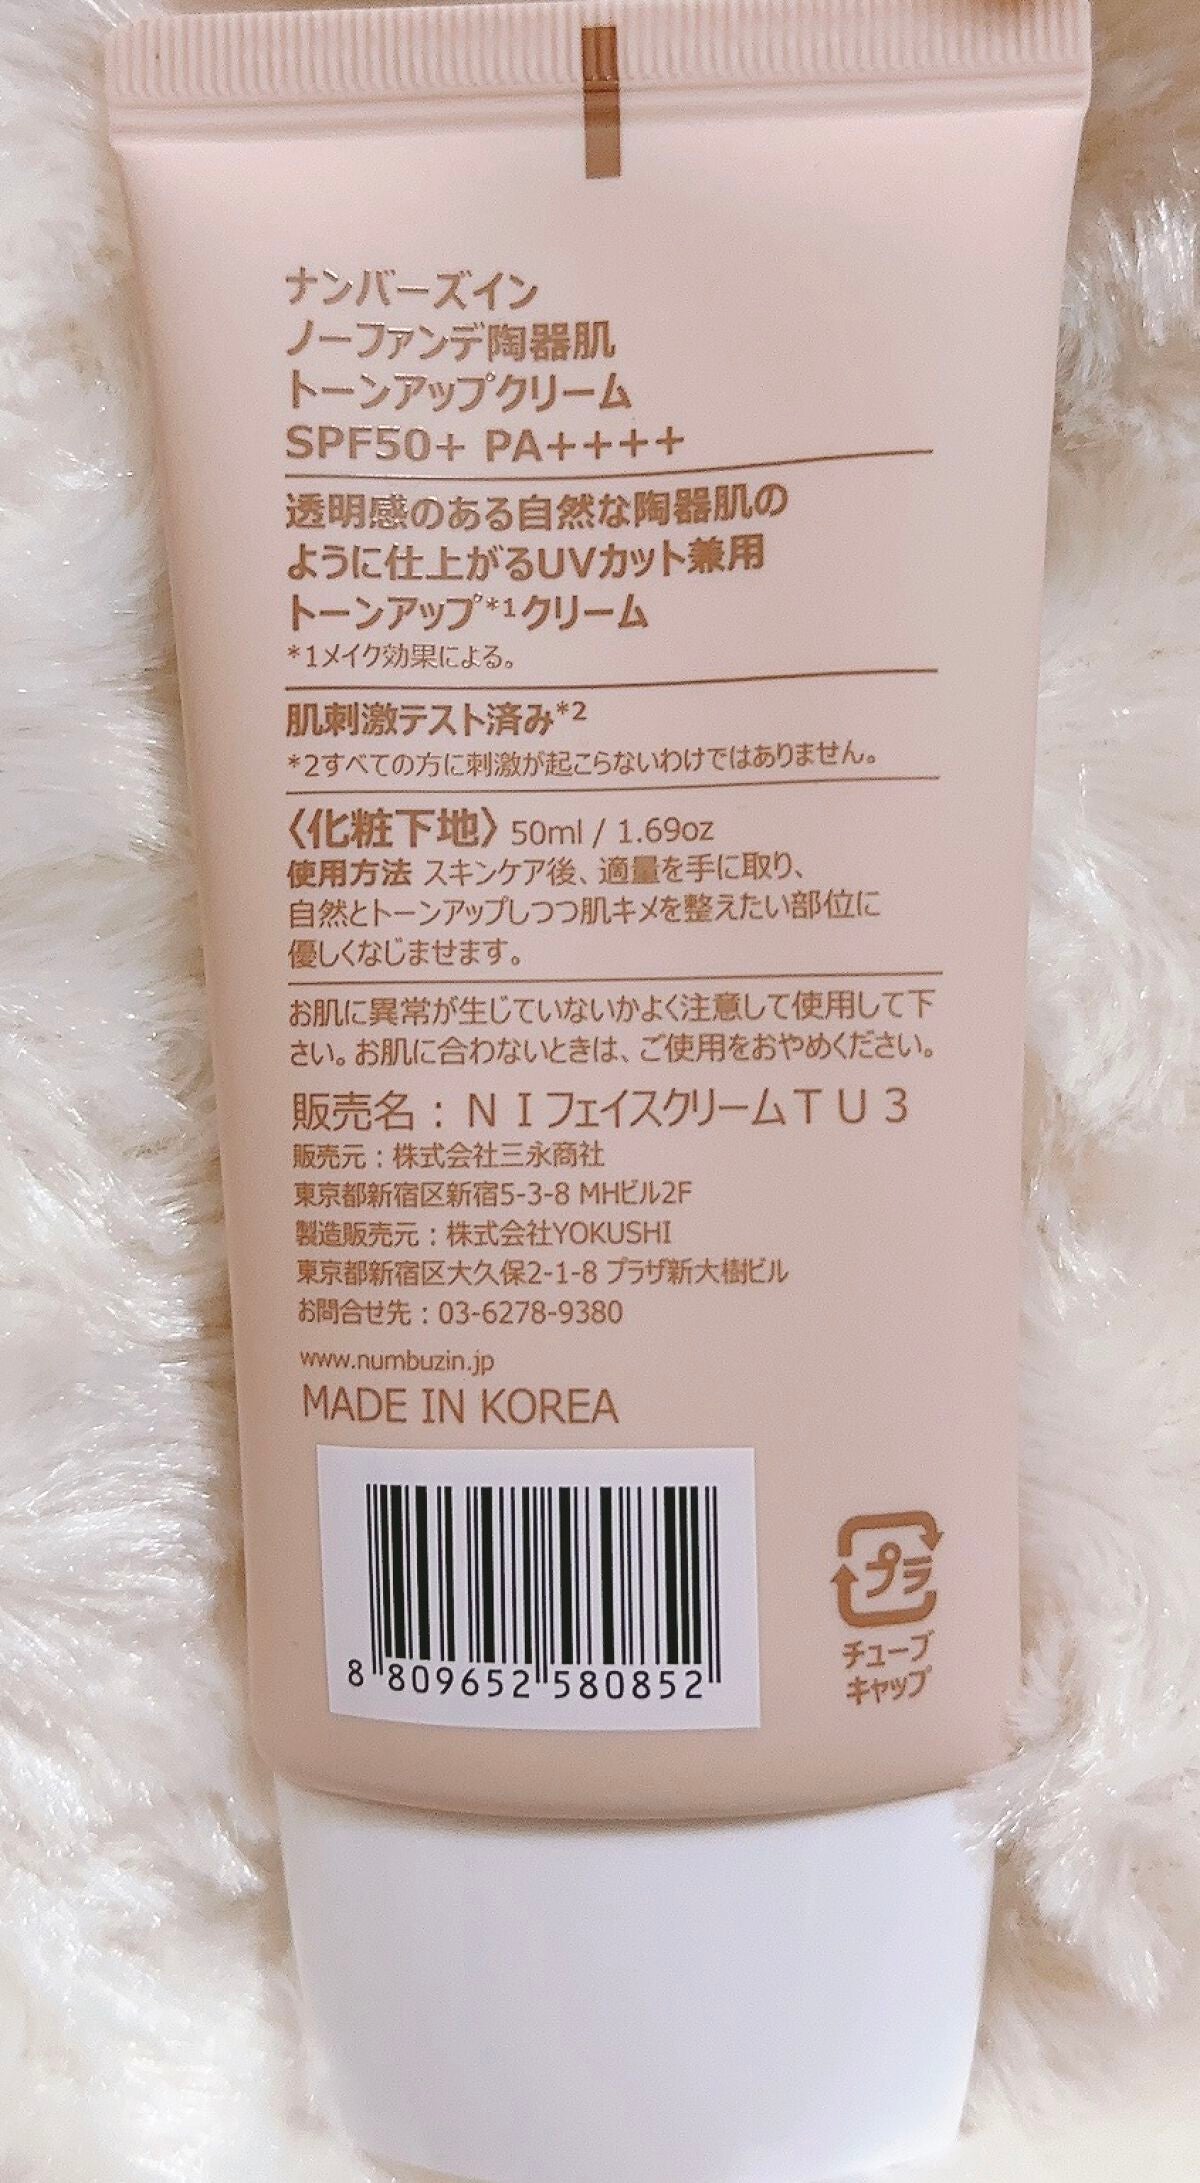 ナンバーズイン
ノーファンデ陶器肌
トーンアップクリーム
SPF50+ PA++++
透明感のある自然な陶器肌の
ように仕上がるUVカット兼用
トーンアップ*1クリーム
*1メイク効果による。
肌刺激テスト済み*2
*2すべての方に刺激が起こらないわけではありません。
〈化粧下地〉 50ml / 1.69oz
使用方法 スキンケア後、適量を手に取り、
自然とトーンアップしつつ肌キメを整えたい部位に
優しくなじませます。
お肌に異常が生じていないかよく注意して使用して下
さい。お肌に合わないときは、ご使用をおやめください。
販売名：ＮＩフェイスクリームＴＵ３
販売元：株式会社三永商社
東京都新宿区新宿5-3-8 MHビル2F
製造販売元：株式会社YOKUSHI
東京都新宿区大久保2-1-8 プラザ新大樹ビル
お問合せ先：03-6278-9380
www.numbuzin.jp
MADE IN KOREA
8 809652 580852
プラ
チューブ
キャップ